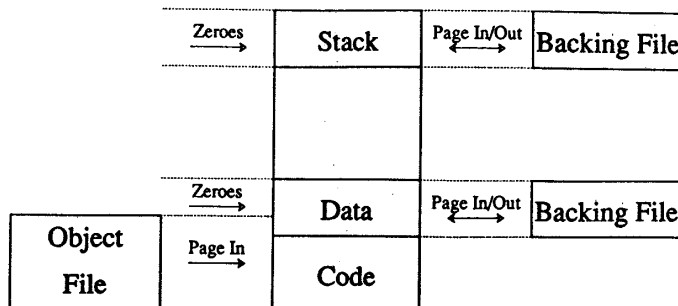 Zeroes
Stack
Page In/Out
Backing File
Zeroes
Data
Page In/Out
Backing File
Object
File
Page In
Code